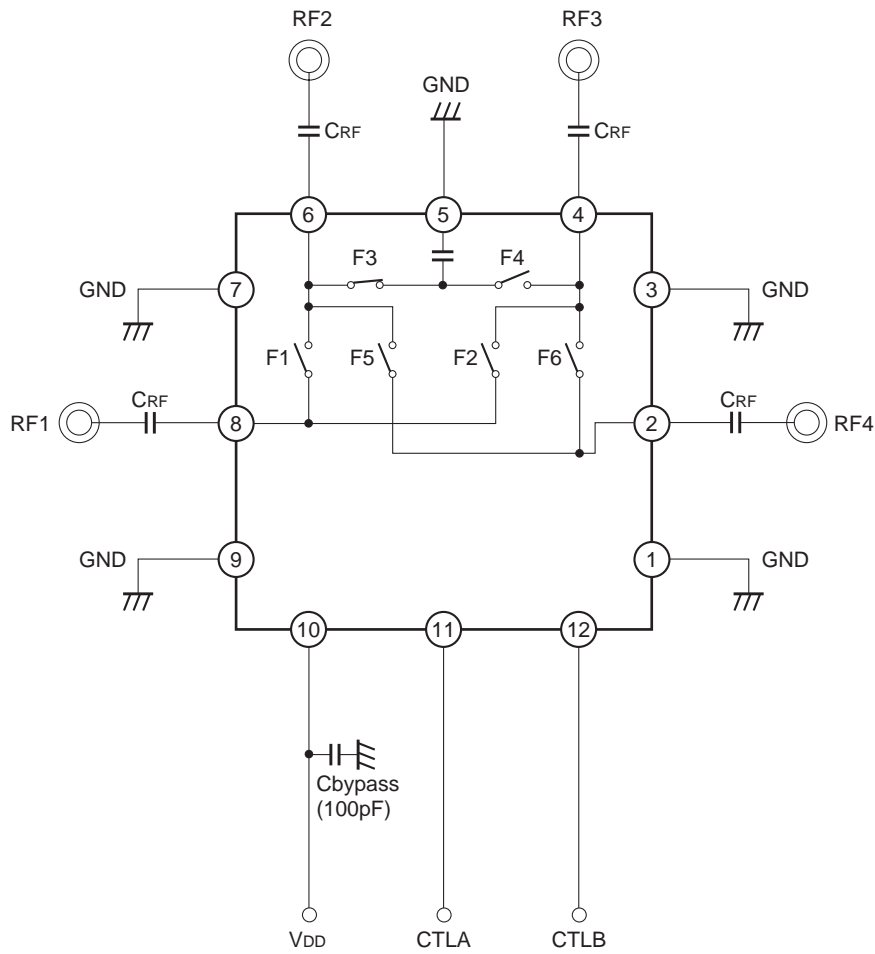 RF2
RF3
GND
CRF
CRF
6
5
4
F3
F4
GND
7
3
GND
F1
F5
F2
F6
RF1
CRF
8
2
CRF
RF4
GND
9
1
GND
10
11
12
Cbypass
(100pF)
VDD
CTLA
CTLB